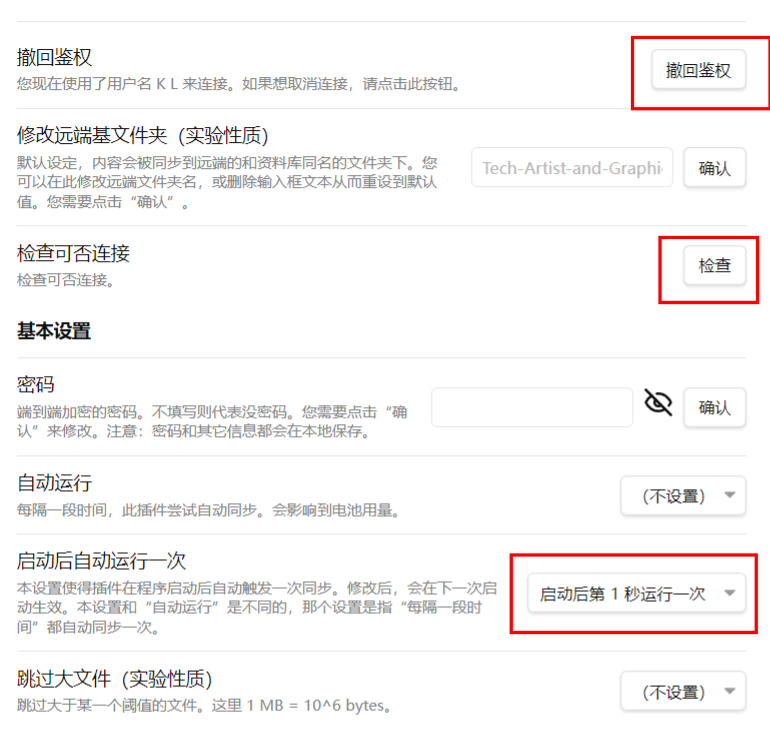 撤回鉴权
您现在使用了用户名 K L 来连接。如果想取消连接，请点击此按钮。
撤回鉴权
修改远端基文件夹（实验性质）
默认设定，内容会被同步到远端的和资料库同名的文件夹下。您
可以在此修改远端文件夹名，或删除输入框文本从而重设到默认
值。您需要点击“确认”。
Tech-Artist-and-Graphi
确认
检查可否连接
检查可否连接。
检查
基本设置
密码
端到端加密的密码。不填写则代表没密码。您需要点击“确
认”来修改。注意：密码和其它信息都会在本地保存。
确认
自动运行
每隔一段时间，此插件尝试自动同步。会影响到电池用量。
（不设置）
启动后自动运行一次
本设置使得插件在程序启动后自动触发一次同步。修改后，会在下一次启
动生效。本设置和“自动运行”是不同的，那个设置是指“每隔一段时
间”都自动同步一次。
启动后第 1 秒运行一次
跳过大文件（实验性质）
跳过大于某一个阈值的文件。这里 1 MB = 10^6 bytes。
（不设置）